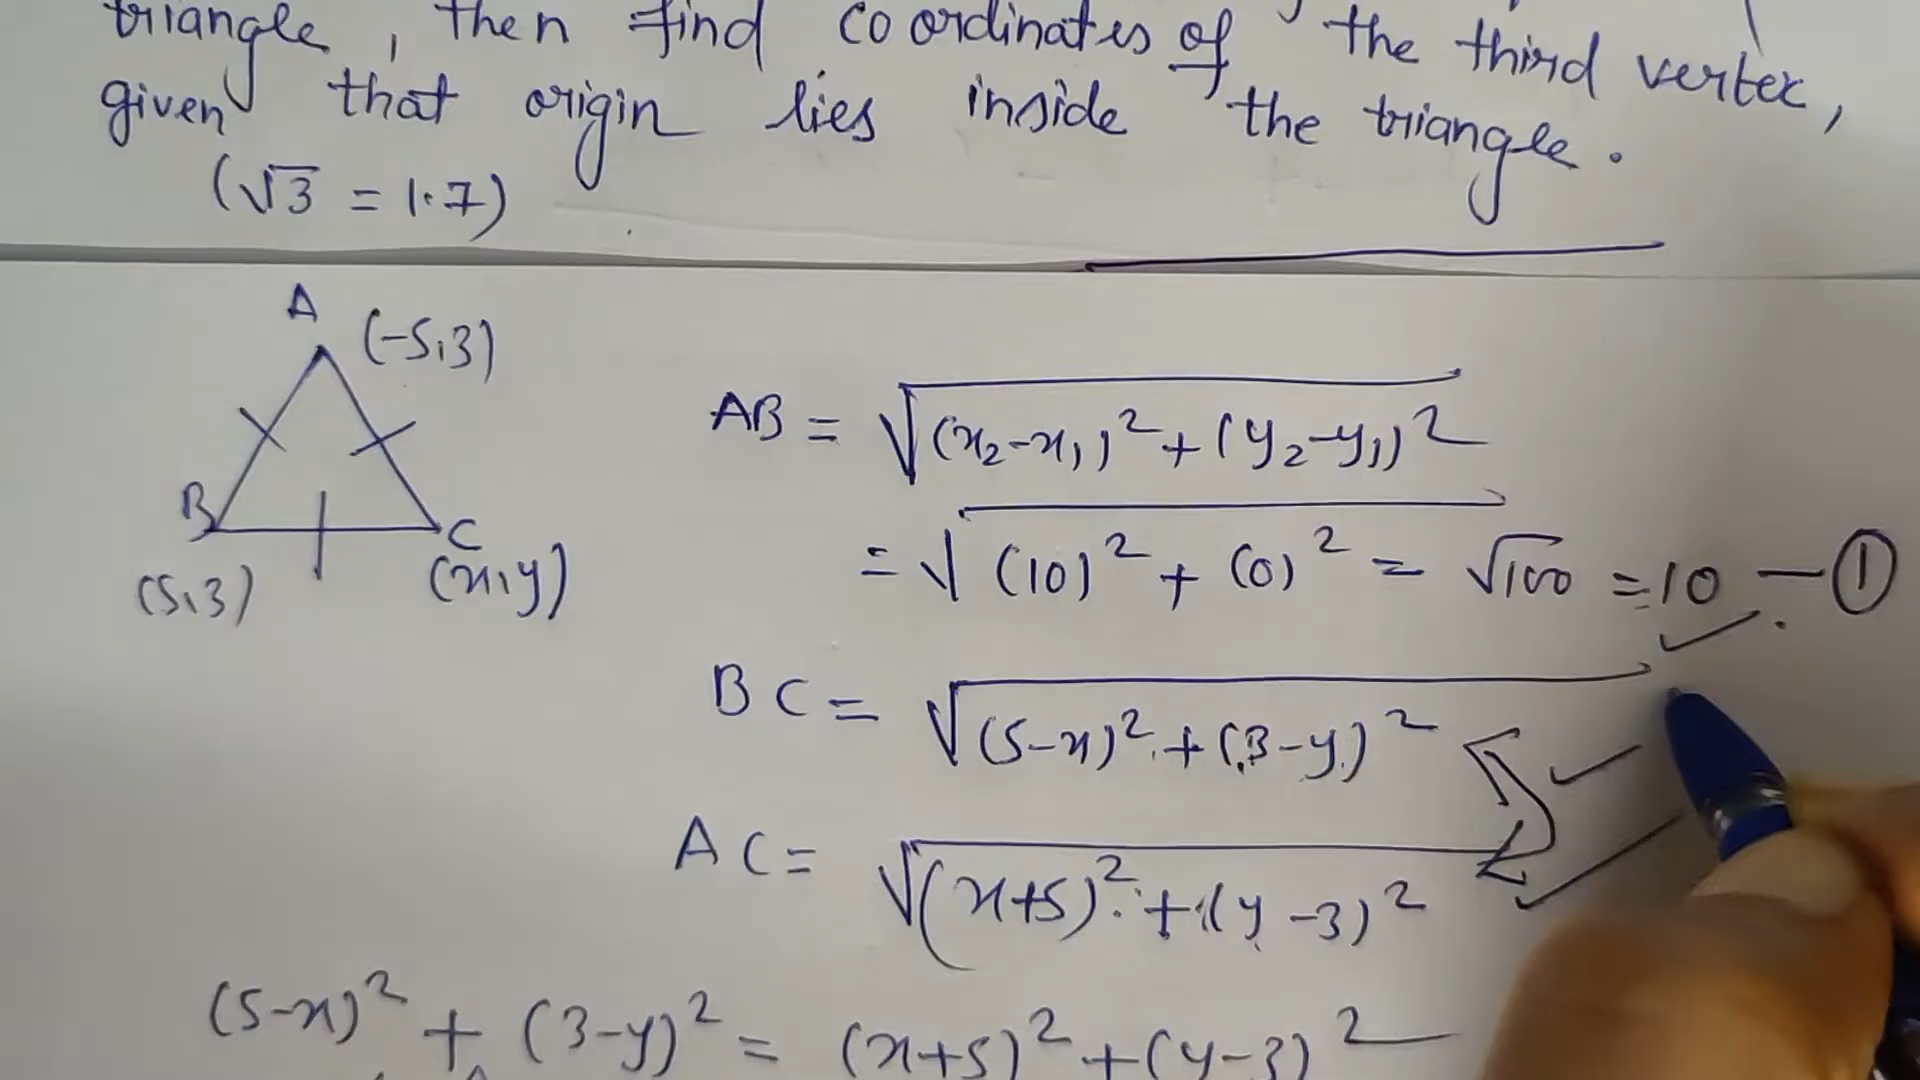 triangle, then find coordinates of the third vertex,
given that origin lies inside the triangle.
(√3 = 1.7)
A (-5,3)
B
(5,3)
C
(x,y)
AB = √(x₂-x₁)² + (y₂-y₁)²
= √(10)² + (0)² = √100 = 10 — ①
BC = √(5-x)² + (3-y)²
AC = √(x+5)² + (y-3)²
(5-x)² + (3-y)² = (x+5)² + (y-3)²